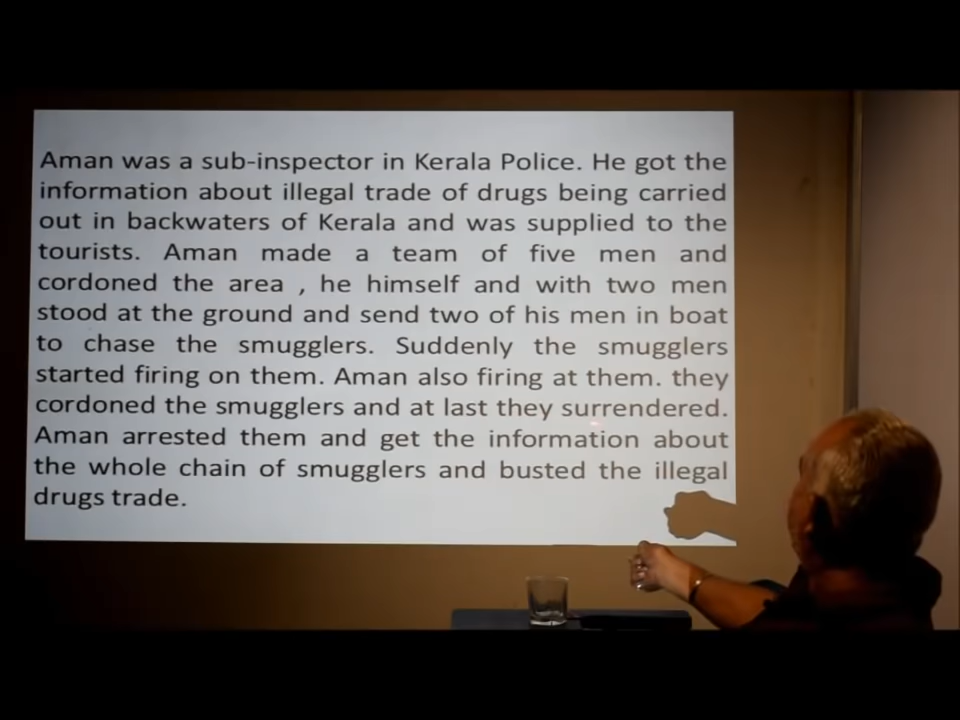 Aman was a sub-inspector in Kerala Police. He got the
information about illegal trade of drugs being carried
out in backwaters of Kerala and was supplied to the
tourists. Aman made a team of five men and
cordoned the area , he himself and with two men
stood at the ground and send two of his men in boat
to chase the smugglers. Suddenly the smugglers
started firing on them. Aman also firing at them. they
cordoned the smugglers and at last they surrendered.
Aman arrested them and get the information about
the whole chain of smugglers and busted the illegal
drugs trade.